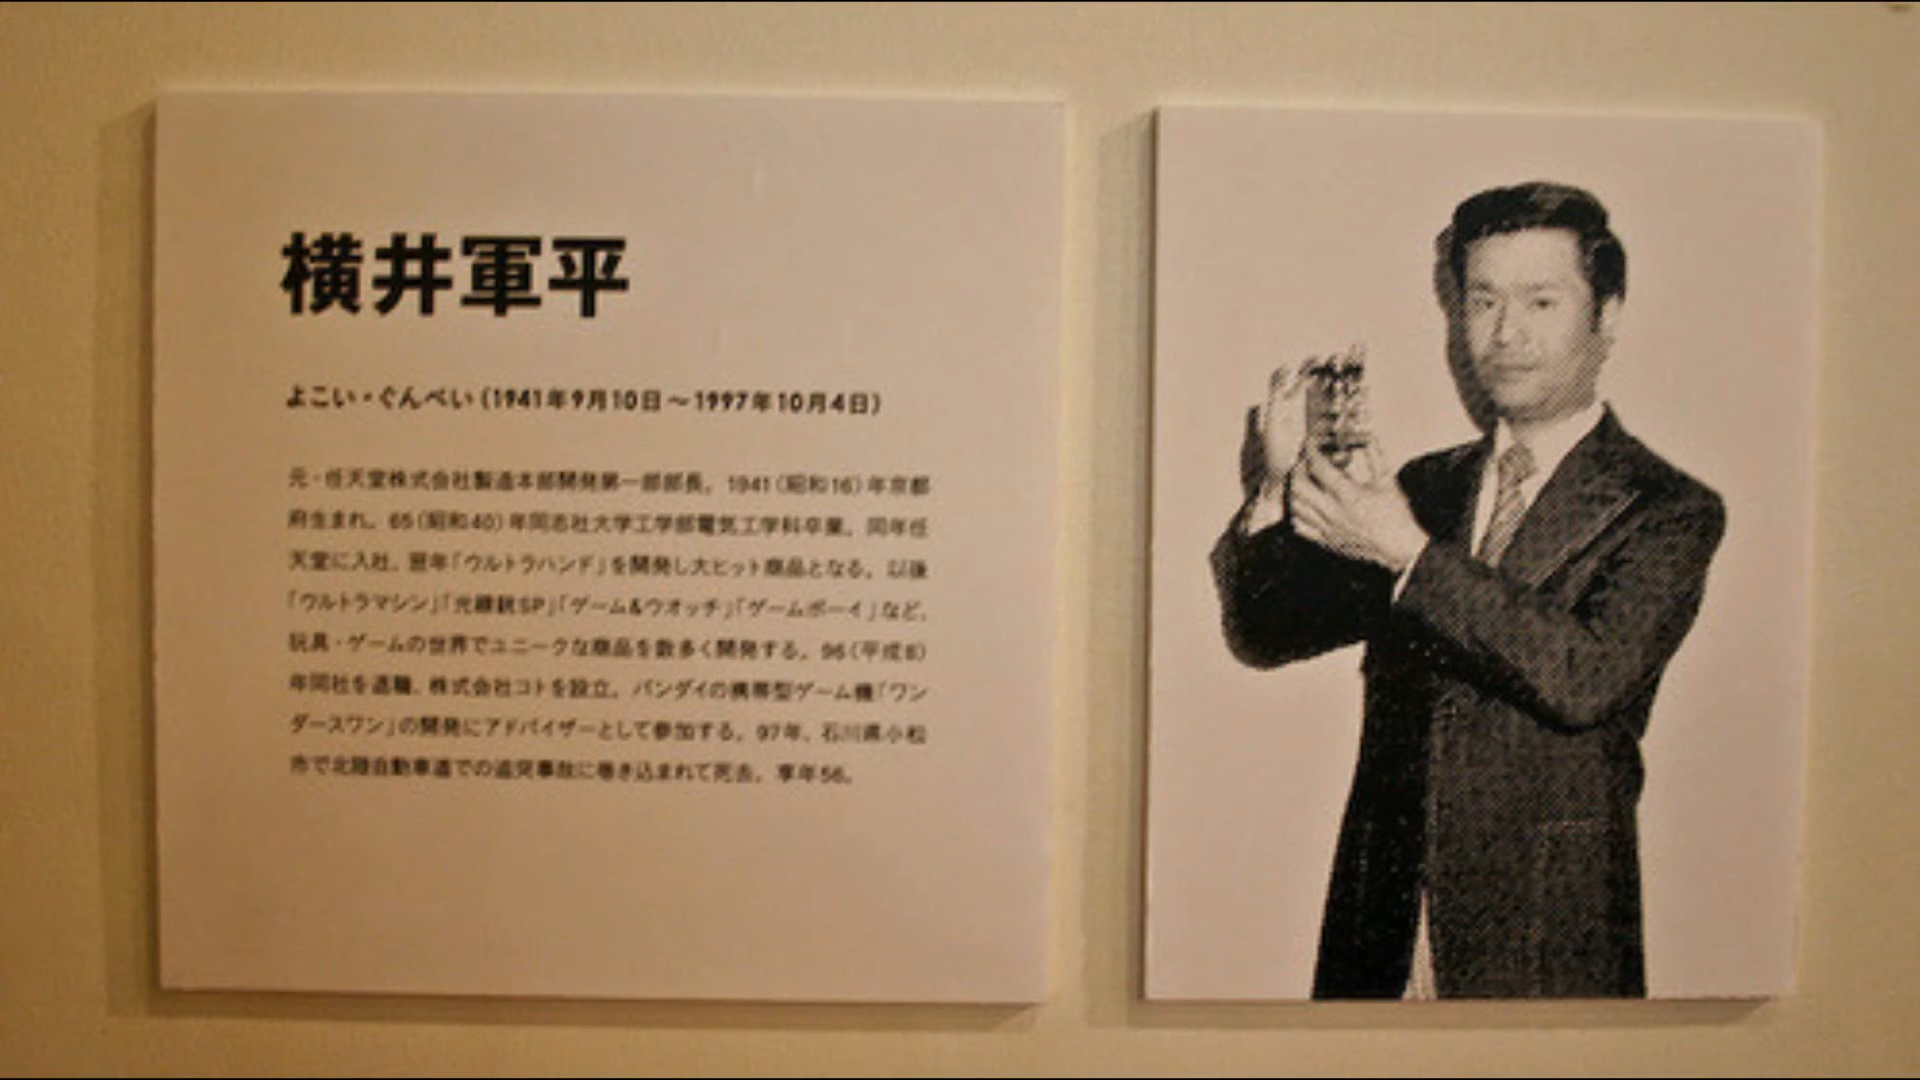 横井軍平
よこい・ぐんぺい（1941年9月10日〜1997年10月4日）
元・任天堂株式会社製造本部開発第一部部長。1941（昭和16）年京都
府生まれ。65（昭和40）年同志社大学工学部電気工学科卒業。同年任
天堂に入社。翌年「ウルトラハンド」を開発し大ヒット商品となる。以後
「ウルトラマシン」「光線銃SP」「ゲーム&ウオッチ」「ゲームボーイ」など、
玩具・ゲームの世界でユニークな商品を数多く開発する。96（平成8）
年同社を退職、株式会社コトを設立。バンダイの携帯型ゲーム機「ワン
ダースワン」の開発にアドバイザーとして参加する。97年、石川県小松
市で北陸自動車道での追突事故に巻き込まれて死去。享年56。